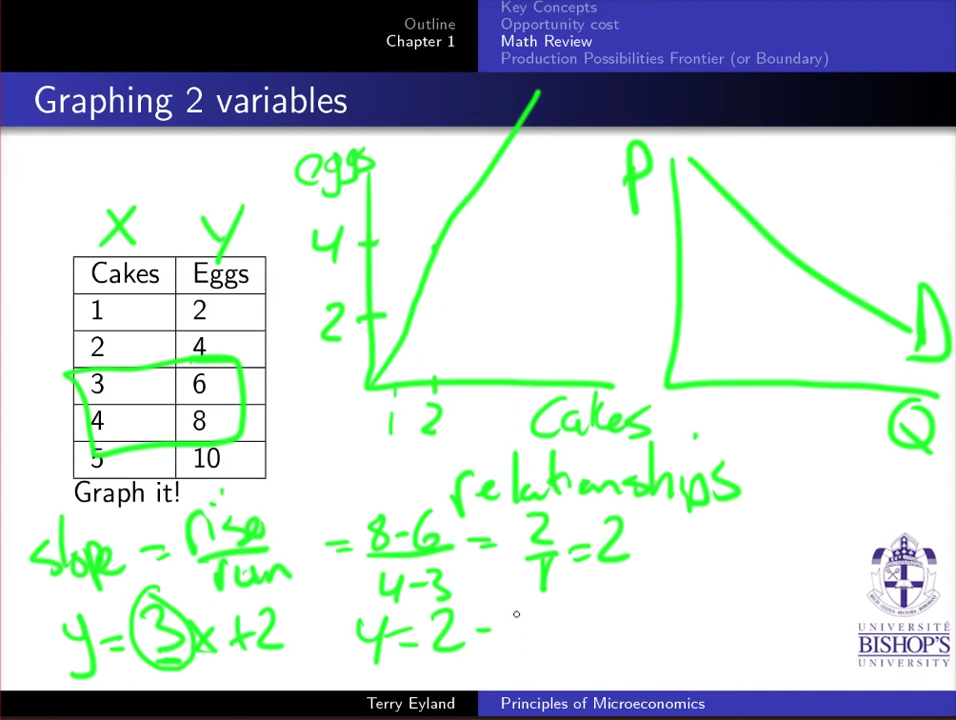 Outline
Chapter 1
Key Concepts
Opportunity cost
Math Review
Production Possibilities Frontier (or Boundary)
Graphing 2 variables
X Y
Cakes Eggs
1 2
2 4
3 6
4 8
5 10
Graph it!
eggs
4
2
1 2
Cakes
P
D
Q
relationships
slope = rise/run = 8-6/4-3 = 2/1 = 2
y = 3x + 2
y = 2 -
UNIVERSITÉ
BISHOP'S
UNIVERSITY
Terry Eyland
Principles of Microeconomics